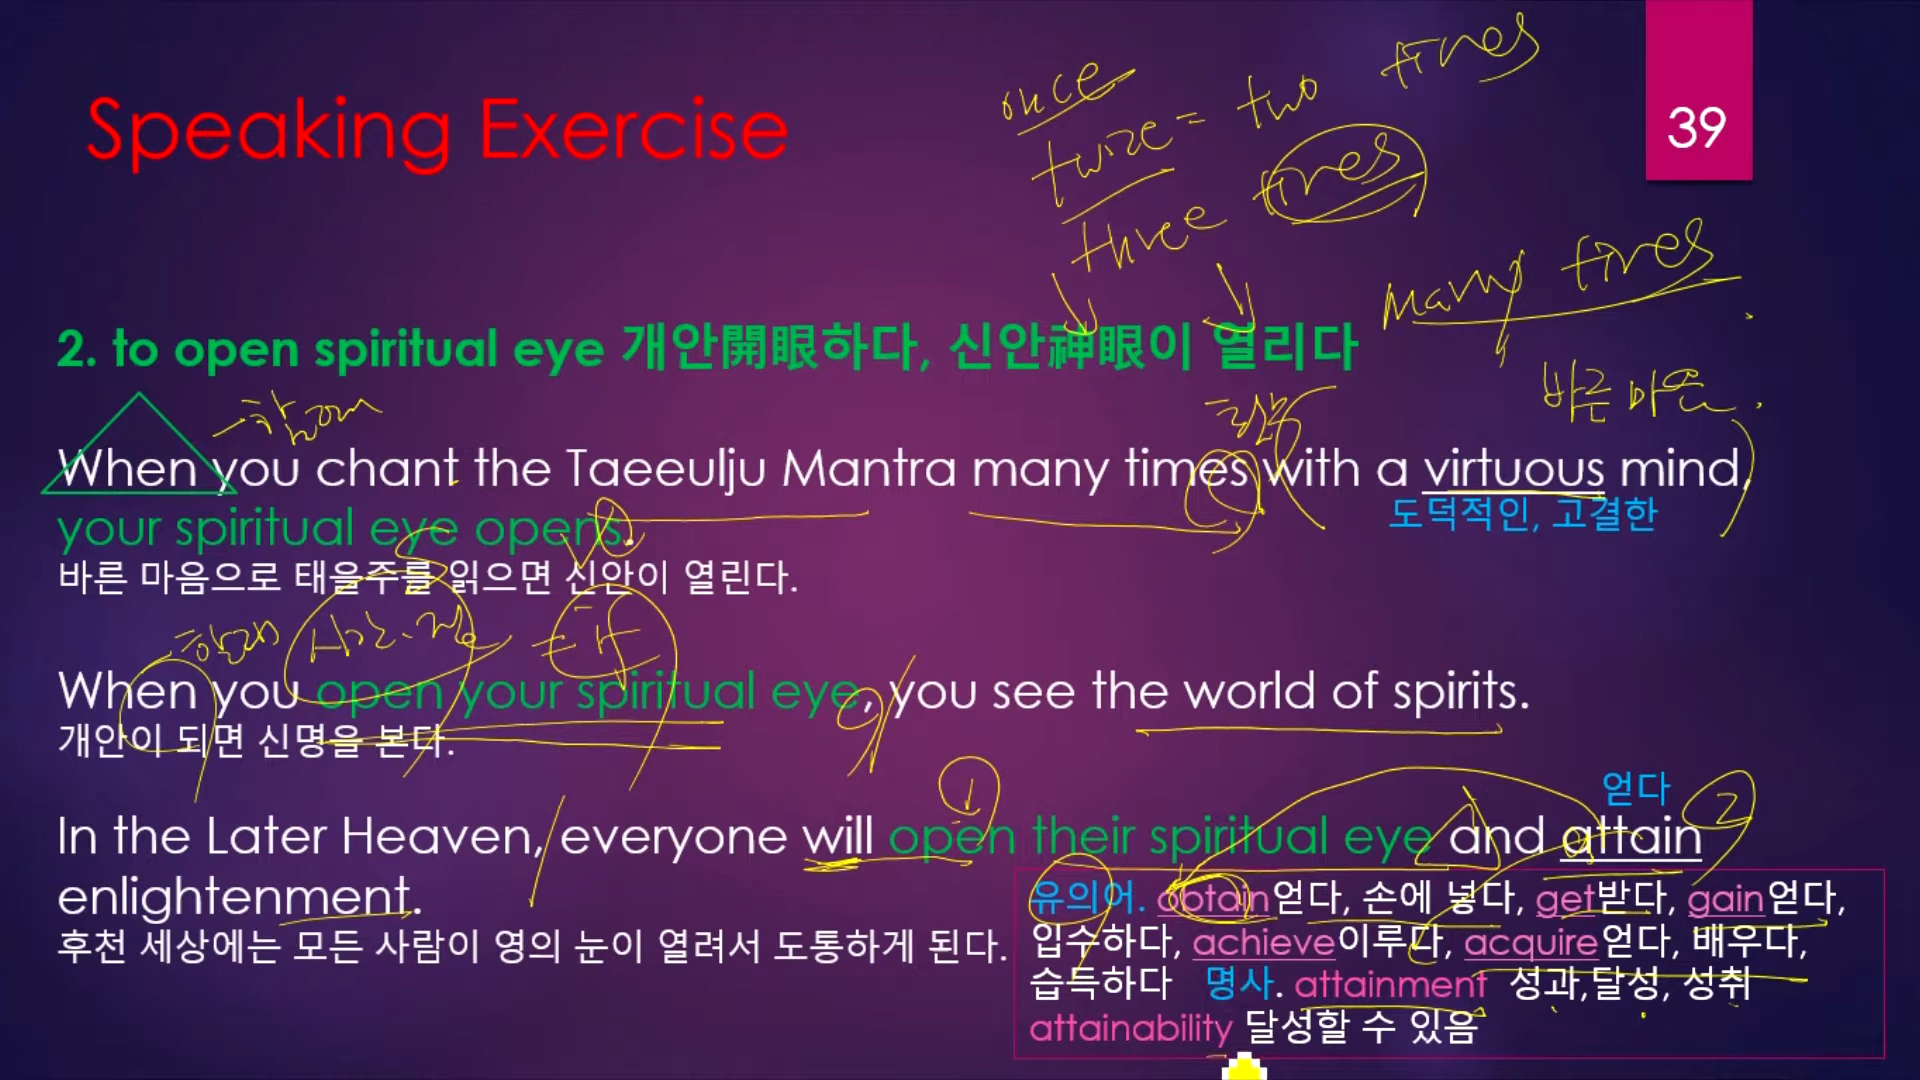 Speaking Exercise
39
once
twize = two times
three times
many times
바른 마음.
2. to open spiritual eye 개안開眼하다, 신안神眼이 열리다
When you chant the Taeeulju Mantra many times with a virtuous mind,
도덕적인, 고결한
your spiritual eye opens.
바른 마음으로 태을주를 읽으면 신안이 열린다.
When you open your spiritual eye, you see the world of spirits.
개안이 되면 신명을 본다.
얻다
In the Later Heaven, everyone will open their spiritual eye and attain
enlightenment.
후천 세상에는 모든 사람이 영의 눈이 열려서 도통하게 된다.
유의어. obtain얻다, 손에 넣다, get받다, gain얻다,
입수하다, achieve이루다, acquire얻다, 배우다,
습득하다 명사. attainment 성과,달성, 성취
attainability 달성할 수 있음